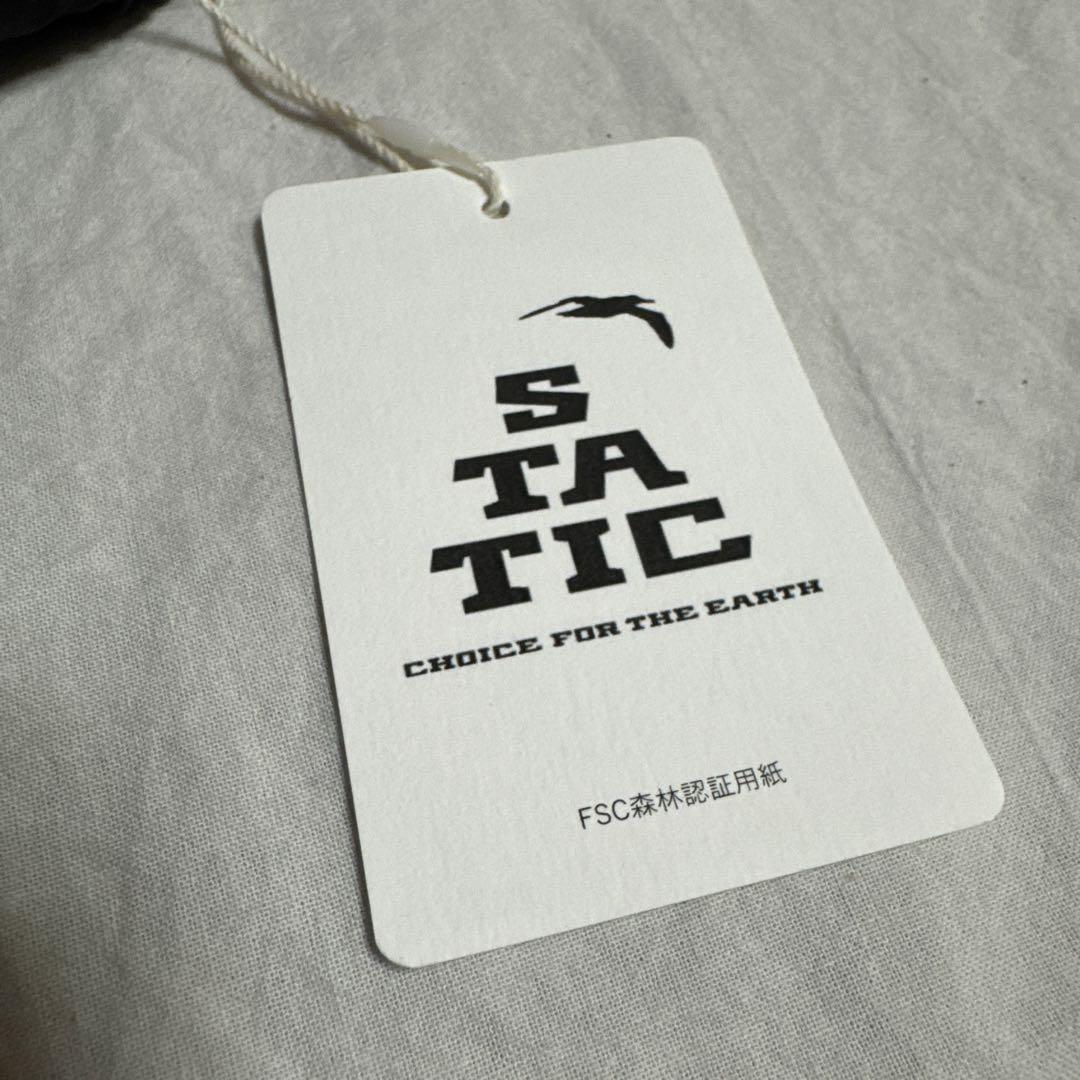 S
TA
TIC
CHOICE FOR THE EARTH
FSC森林認証用紙